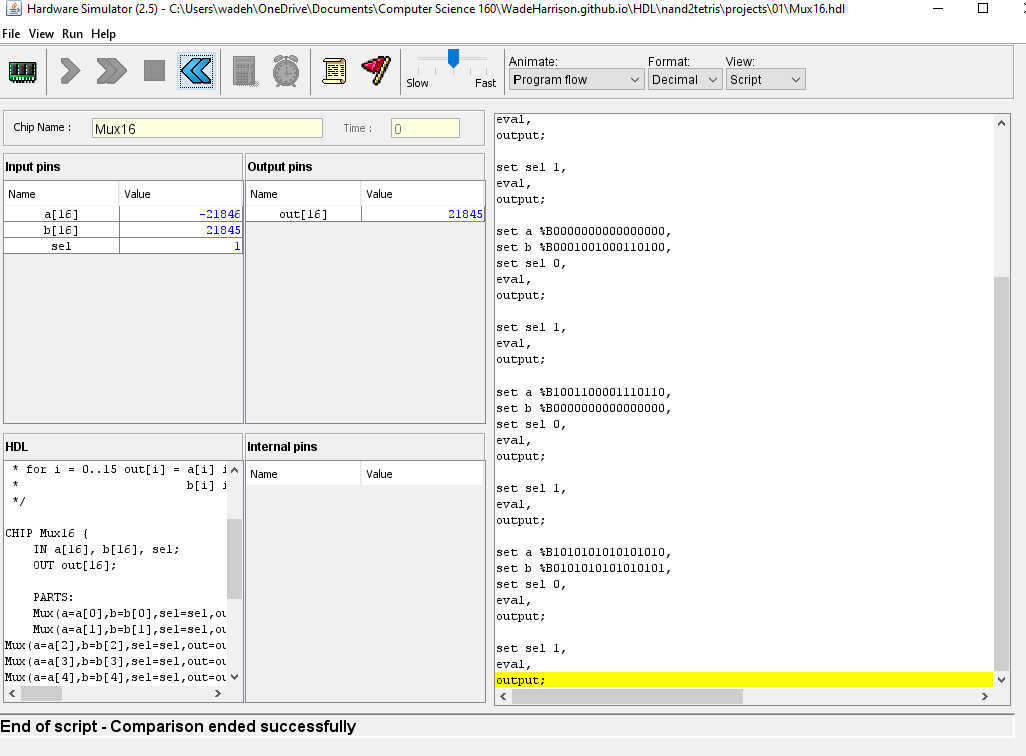 Hardware Simulator (2.5) - C:\Users\wadeh\OneDrive\Documents\Computer Science 160\WadeHarrison.github.io\HDL\nand2tetris\projects\01\Mux16.hdl
File View Run Help
Slow Fast
Animate: Format: View:
Program flow Decimal Script
Chip Name : Mux16 Time : 0
Input pins
Name Value
a[16] -21846
b[16] 21845
sel 1
Output pins
Name Value
out[16] 21845
HDL
* for i = 0..15 out[i] = a[i] i
* b[i] i
*/
CHIP Mux16 {
IN a[16], b[16], sel;
OUT out[16];
PARTS:
Mux(a=a[0],b=b[0],sel=sel,ou
Mux(a=a[1],b=b[1],sel=sel,ou
Mux(a=a[2],b=b[2],sel=sel,out=ou
Mux(a=a[3],b=b[3],sel=sel,out=ou
Mux(a=a[4],b=b[4],sel=sel,out=ou
Internal pins
Name Value
eval,
output;
set sel 1,
eval,
output;
set a %B0000000000000000,
set b %B0001001000110100,
set sel 0,
eval,
output;
set sel 1,
eval,
output;
set a %B1001100001110110,
set b %B0000000000000000,
set sel 0,
eval,
output;
set sel 1,
eval,
output;
set a %B1010101010101010,
set b %B0101010101010101,
set sel 0,
eval,
output;
set sel 1,
eval,
output;
End of script - Comparison ended successfully